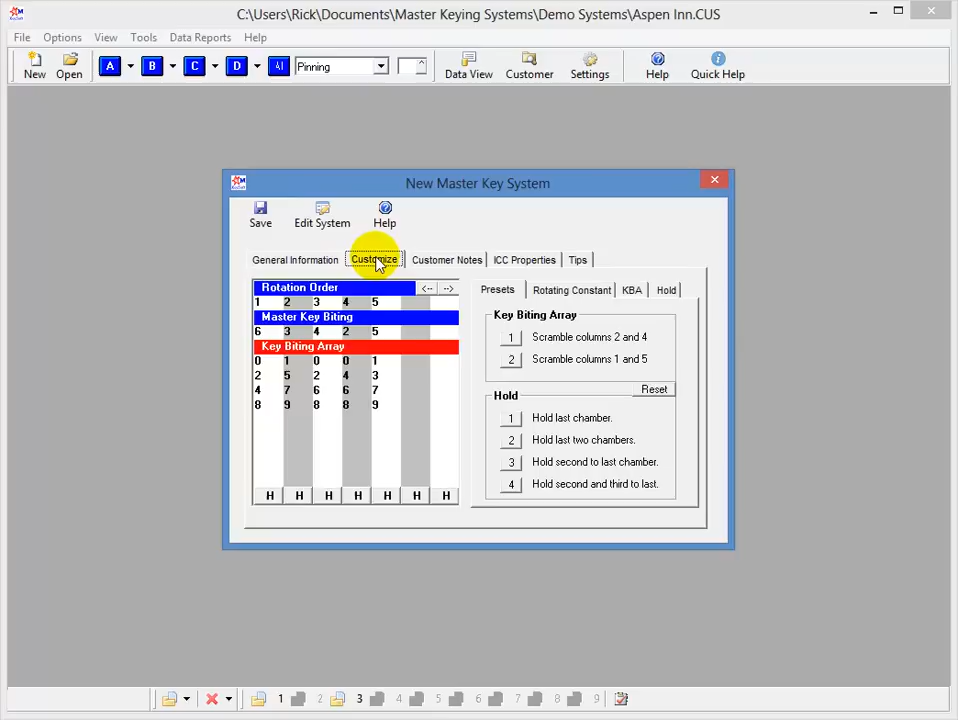 C:\Users\Rick\Documents\Master Keying Systems\Demo Systems\Aspen Inn.CUS
File Options View Tools Data Reports Help
New Open A B C D All Pinning Data View Customer Settings Help Quick Help
New Master Key System
Save Edit System Help
General Information Customize Customer Notes ICC Properties Tips
Rotation Order <-- -->
1 2 3 4 5
Master Key Biting
6 3 4 2 5
Key Biting Array
0 1 0 0 1
2 5 2 4 3
4 7 6 6 7
8 9 8 8 9
H H H H H H H
Presets Rotating Constant KBA Hold
Key Biting Array
1 Scramble columns 2 and 4
2 Scramble columns 1 and 5
Reset
Hold
1 Hold last chamber.
2 Hold last two chambers.
3 Hold second to last chamber.
4 Hold second and third to last.
1 2 3 4 5 6 7 8 9